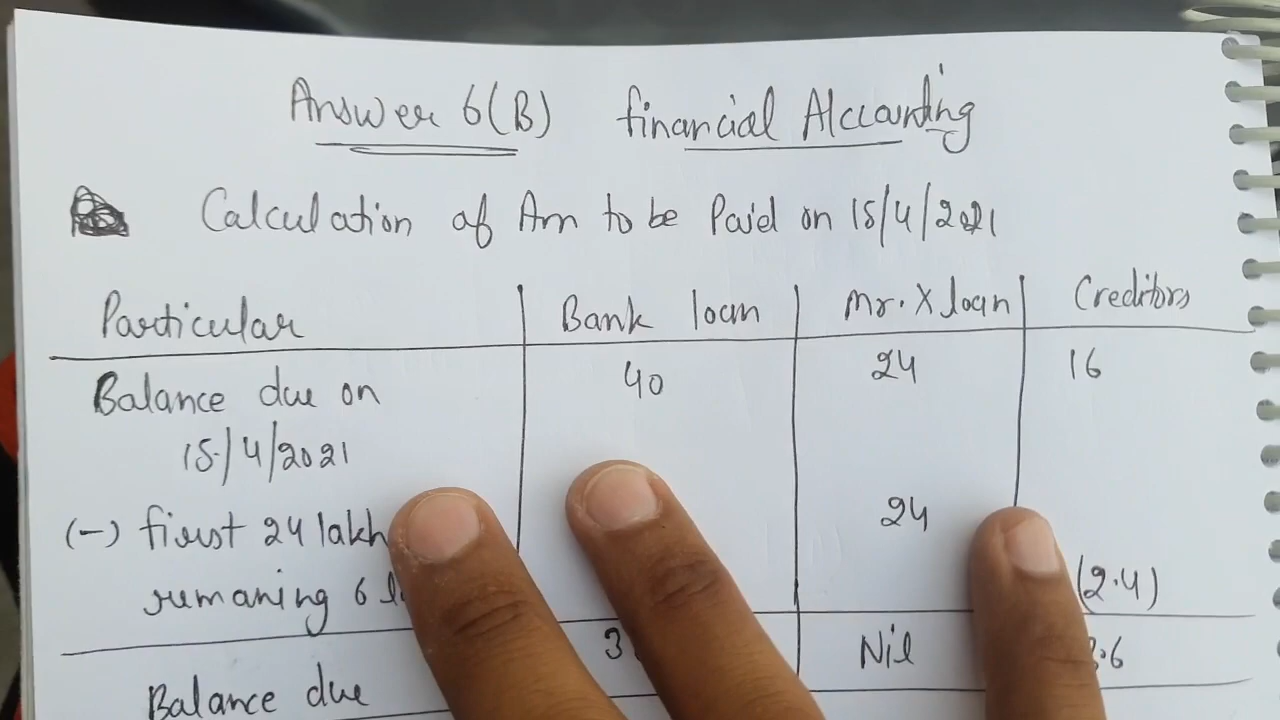 Answer 6(B) financial Accounting
Calculation of Am to be Paid on 15/4/2021
Particular Bank loan Mr. X loan Creditors
Balance due on 40 24 16
15/4/2021
(-) first 24 lakh 24
remaning 6 (2.4)
Balance due Nil